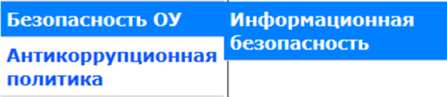 Безопасность ОУ
Антикоррупционная
политика
Информационная
безопасность